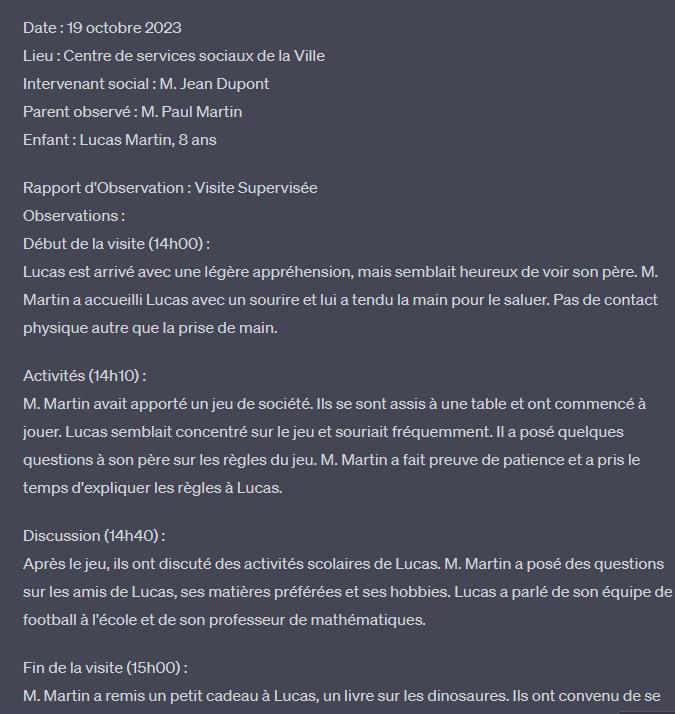 Date : 19 octobre 2023
Lieu : Centre de services sociaux de la Ville
Intervenant social : M. Jean Dupont
Parent observé : M. Paul Martin
Enfant : Lucas Martin, 8 ans
Rapport d'Observation : Visite Supervisée
Observations :
Début de la visite (14h00) :
Lucas est arrivé avec une légère appréhension, mais semblait heureux de voir son père. M.
Martin a accueilli Lucas avec un sourire et lui a tendu la main pour le saluer. Pas de contact
physique autre que la prise de main.
Activités (14h10) :
M. Martin avait apporté un jeu de société. Ils se sont assis à une table et ont commencé à
jouer. Lucas semblait concentré sur le jeu et souriait fréquemment. Il a posé quelques
questions à son père sur les règles du jeu. M. Martin a fait preuve de patience et a pris le
temps d'expliquer les règles à Lucas.
Discussion (14h40) :
Après le jeu, ils ont discuté des activités scolaires de Lucas. M. Martin a posé des questions
sur les amis de Lucas, ses matières préférées et ses hobbies. Lucas a parlé de son équipe de
football à l'école et de son professeur de mathématiques.
Fin de la visite (15h00) :
M. Martin a remis un petit cadeau à Lucas, un livre sur les dinosaures. Ils ont convenu de se